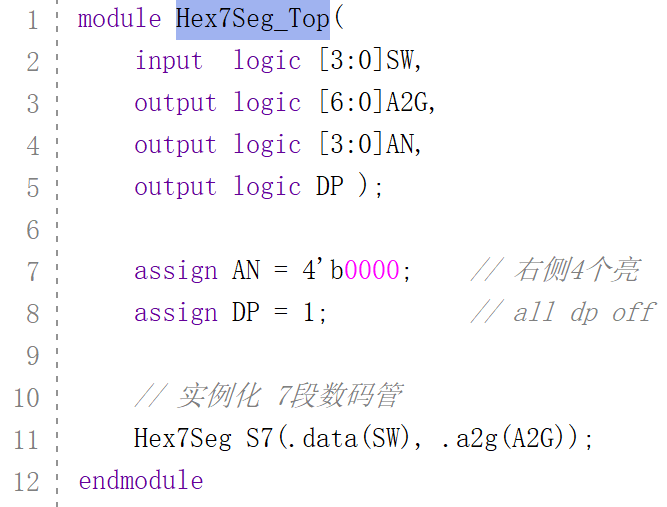 1 module Hex7Seg_Top(
2 input  logic [3:0]SW,
3 output logic [6:0]A2G,
4 output logic [3:0]AN,
5 output logic DP );
6
7 assign AN = 4'b0000;    // 右侧4个亮
8 assign DP = 1;          // all dp off
9
10 // 实例化 7段数码管
11 Hex7Seg S7(.data(SW), .a2g(A2G));
12 endmodule